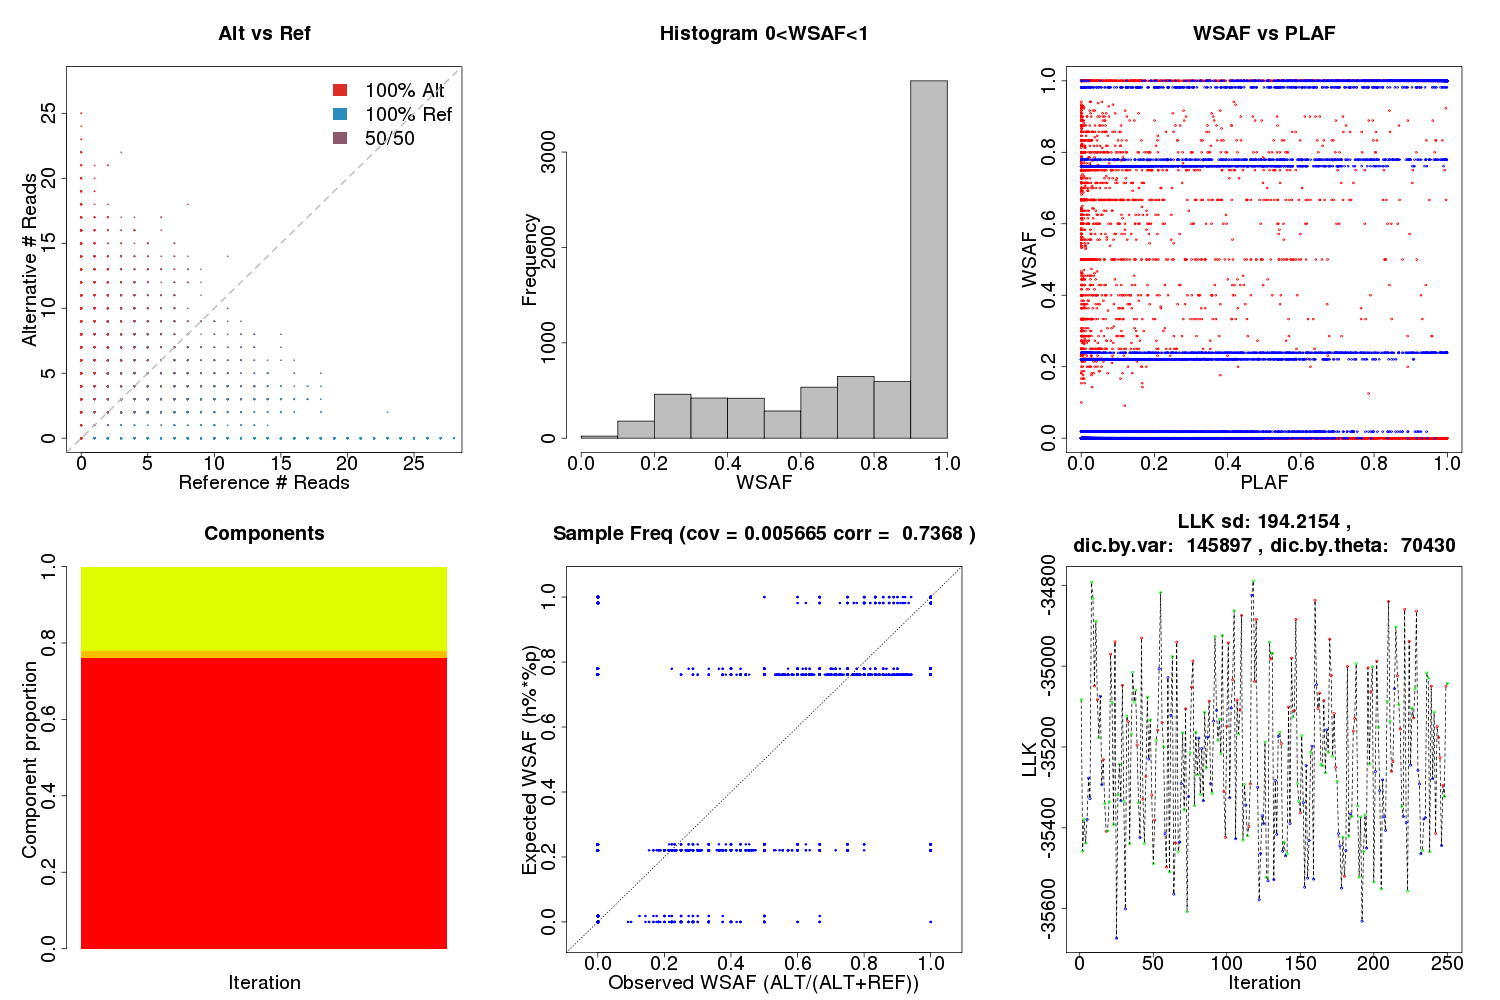 Alt vs Ref
100% Alt
100% Ref
50/50
Alternative # Reads
0 5 10 15 20 25
0 5 10 15 20 25
Reference # Reads
Histogram 0<WSAF<1
Frequency
0 1000 2000 3000
0.0 0.2 0.4 0.6 0.8 1.0
WSAF
WSAF vs PLAF
WSAF
0.0 0.2 0.4 0.6 0.8 1.0
0.0 0.2 0.4 0.6 0.8 1.0
PLAF
Components
Component proportion
0.0 0.2 0.4 0.6 0.8 1.0
Iteration
Sample Freq (cov = 0.005665 corr = 0.7368 )
Expected WSAF (h%*%p)
0.0 0.2 0.4 0.6 0.8 1.0
0.0 0.2 0.4 0.6 0.8 1.0
Observed WSAF (ALT/(ALT+REF))
LLK sd: 194.2154 ,
dic.by.var: 145897 , dic.by.theta: 70430
LLK
-35600 -35400 -35200 -35000 -34800
0 50 100 150 200 250
Iteration